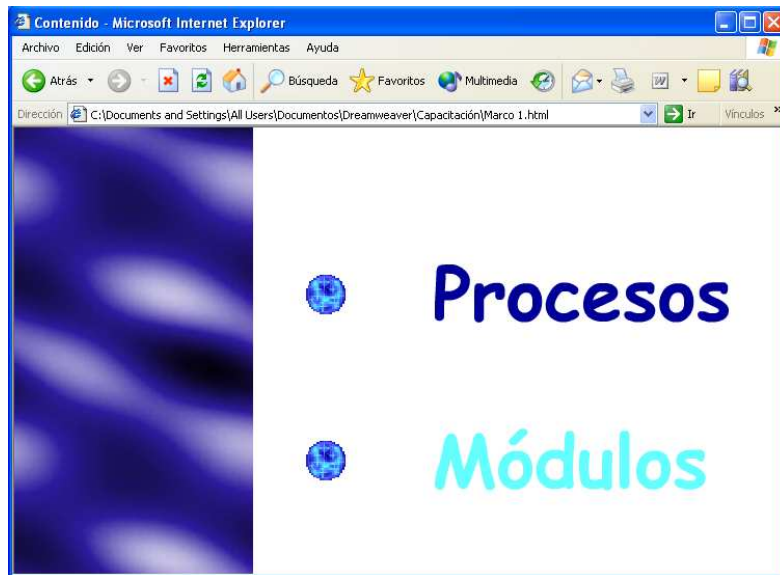 Contenido - Microsoft Internet Explorer
Archivo Edición Ver Favoritos Herramientas Ayuda
Atrás Búsqueda Favoritos Multimedia W
Dirección C:\Documents and Settings\All Users\Documentos\Dreamweaver\Capacitación\Marco 1.html Ir Vínculos »
Procesos
Módulos